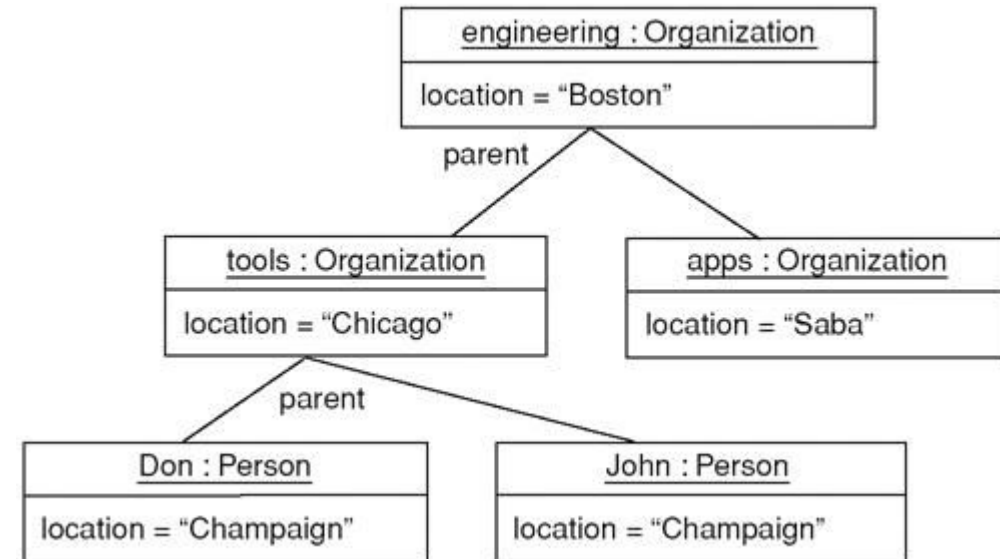 engineering : Organization
location = “Boston”
parent
tools : Organization
location = “Chicago”
apps : Organization
location = “Saba”
parent
Don : Person
location = “Champaign”
John : Person
location = “Champaign”